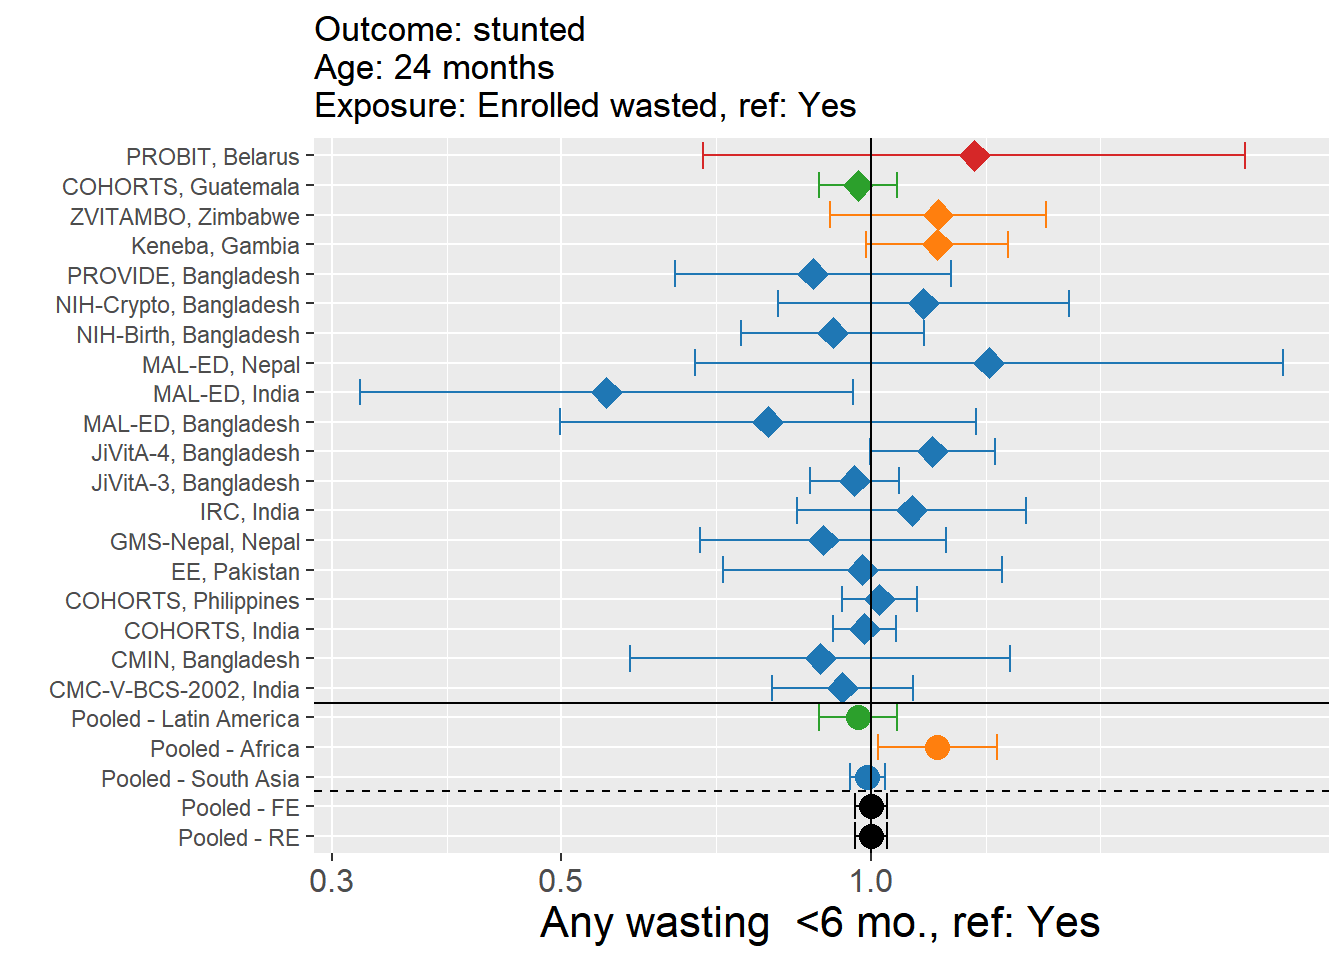 Outcome: stunted
Age: 24 months
Exposure: Enrolled wasted, ref: Yes
PROBIT, Belarus
COHORTS, Guatemala
ZVITAMBO, Zimbabwe
Keneba, Gambia
PROVIDE, Bangladesh
NIH-Crypto, Bangladesh
NIH-Birth, Bangladesh
MAL-ED, Nepal
MAL-ED, India
MAL-ED, Bangladesh
JiVitA-4, Bangladesh
JiVitA-3, Bangladesh
IRC, India
GMS-Nepal, Nepal
EE, Pakistan
COHORTS, Philippines
COHORTS, India
CMIN, Bangladesh
CMC-V-BCS-2002, India
Pooled - Latin America
Pooled - Africa
Pooled - South Asia
Pooled - FE
Pooled - RE
0.3 0.5 1.0
Any wasting  <6 mo., ref: Yes